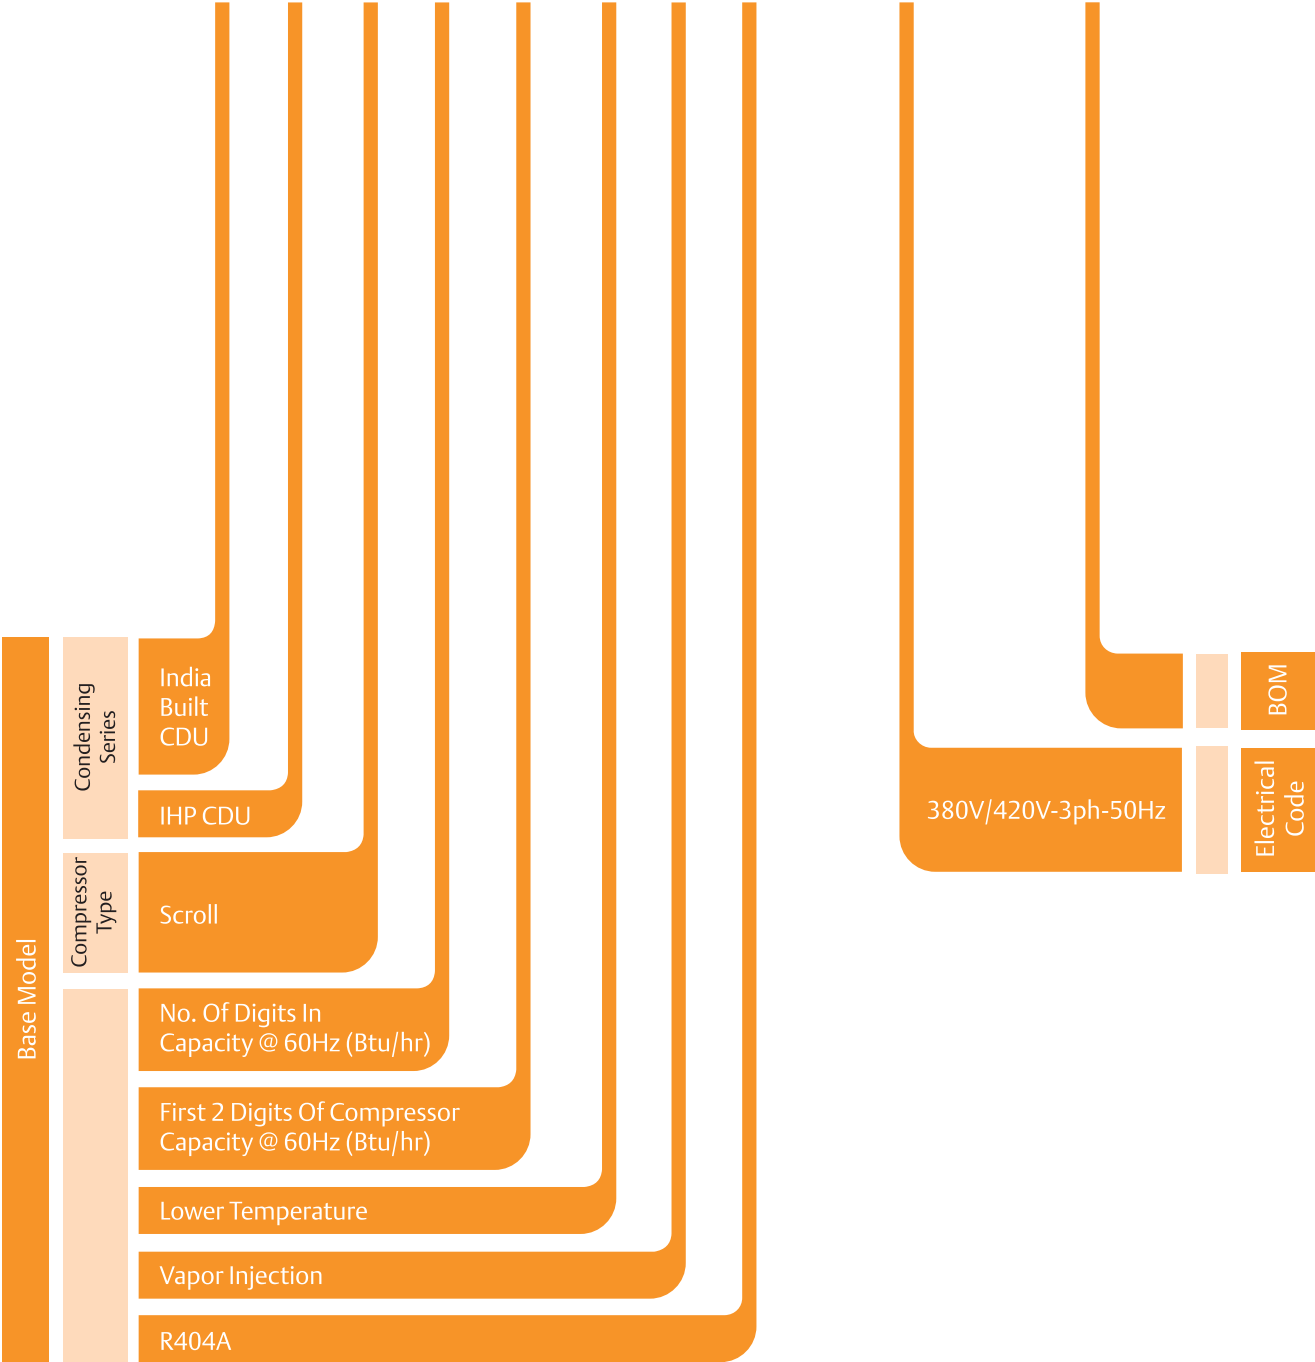 Base Model
Condensing
Series
India
Built
CDU
IHP CDU
Compressor
Type
Scroll
No. Of Digits In
Capacity @ 60Hz (Btu/hr)
First 2 Digits Of Compressor
Capacity @ 60Hz (Btu/hr)
Lower Temperature
Vapor Injection
R404A
BOM
380V/420V-3ph-50Hz
Electrical
Code